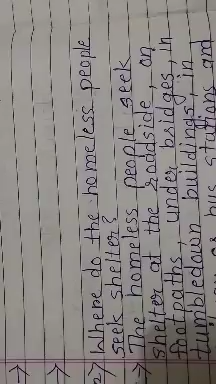 →
→
2) Where do the homeless people
seek shelter?
→ The homeless people seek
shelter at the roadside, on
footpaths, under bridges, in
tumbledown buildings, in
or bus stations and